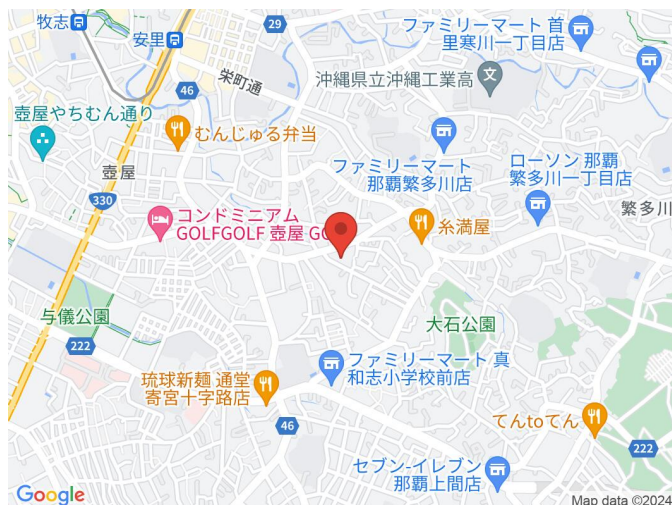 牧志
安里
29
ファミリーマート 首
里寒川一丁目店
46
栄町通
沖縄県立沖縄工業高
壺屋やちむん通り
むんじゅる弁当
壺屋
ファミリーマート
那覇繁多川店
ローソン 那覇
繁多川一丁目店
330
コンドミニアム
GOLFGOLF 壺屋 GO
糸満屋
繁多川
与儀公園
大石公園
222
ファミリーマート 真
和志小学校前店
琉球新麺 通堂
寄宮十字路店
46
てんtoてん
222
セブン-イレブン
那覇上間店
Google
Map data ©2024